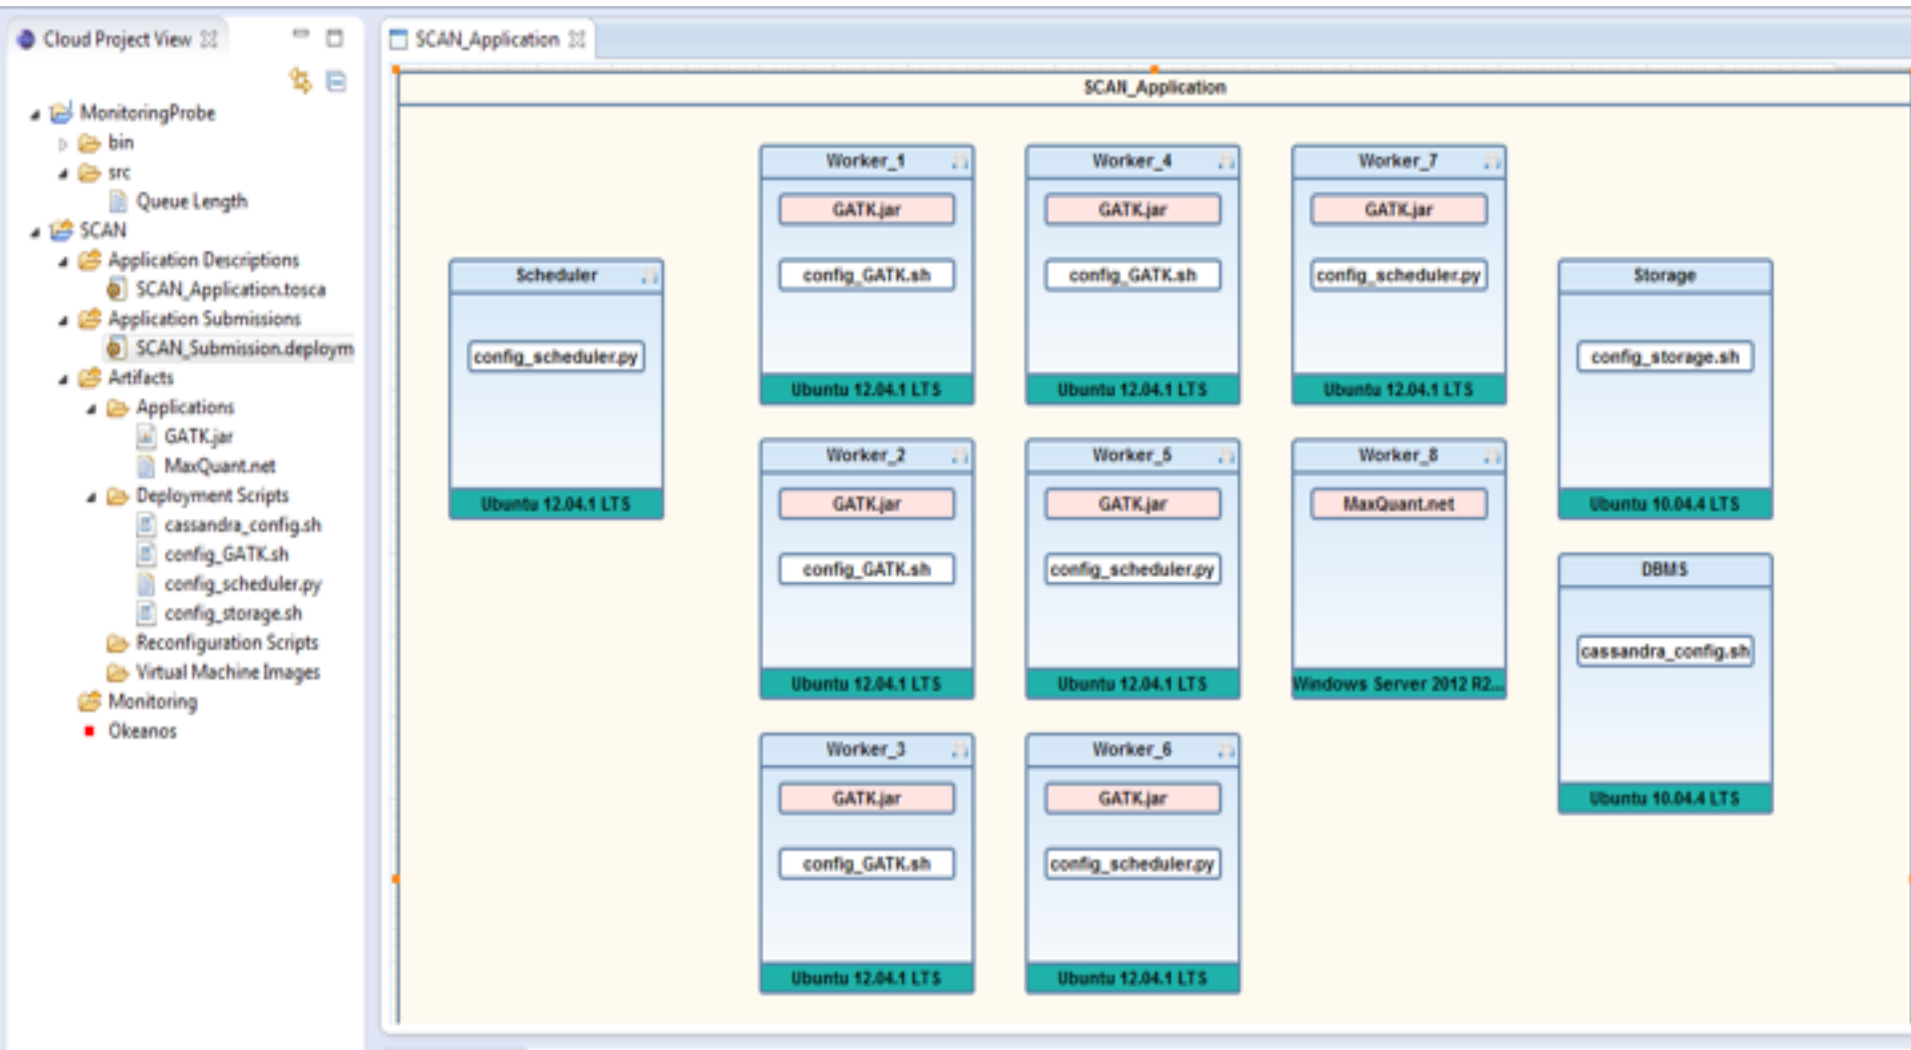 Cloud Project View
MonitoringProbe
bin
src
Queue Length
SCAN
Application Descriptions
SCAN_Application.tosca
Application Submissions
SCAN_Submission.deploym
Artifacts
Applications
GATK.jar
MaxQuant.net
Deployment Scripts
cassandra_config.sh
config_GATK.sh
config_scheduler.py
config_storage.sh
Reconfiguration Scripts
Virtual Machine Images
Monitoring
Okeanos
SCAN_Application
SCAN_Application
Scheduler
config_scheduler.py
Ubuntu 12.04.1 LTS
Worker_1
GATK.jar
config_GATK.sh
Ubuntu 12.04.1 LTS
Worker_2
GATK.jar
config_GATK.sh
Ubuntu 12.04.1 LTS
Worker_3
GATK.jar
config_GATK.sh
Ubuntu 12.04.1 LTS
Worker_4
GATK.jar
config_GATK.sh
Ubuntu 12.04.1 LTS
Worker_5
GATK.jar
config_scheduler.py
Ubuntu 12.04.1 LTS
Worker_6
GATK.jar
config_scheduler.py
Ubuntu 12.04.1 LTS
Worker_7
GATK.jar
config_scheduler.py
Ubuntu 12.04.1 LTS
Worker_8
MaxQuant.net
Windows Server 2012 R2...
Storage
config_storage.sh
Ubuntu 10.04.4 LTS
DBMS
cassandra_config.sh
Ubuntu 10.04.4 LTS